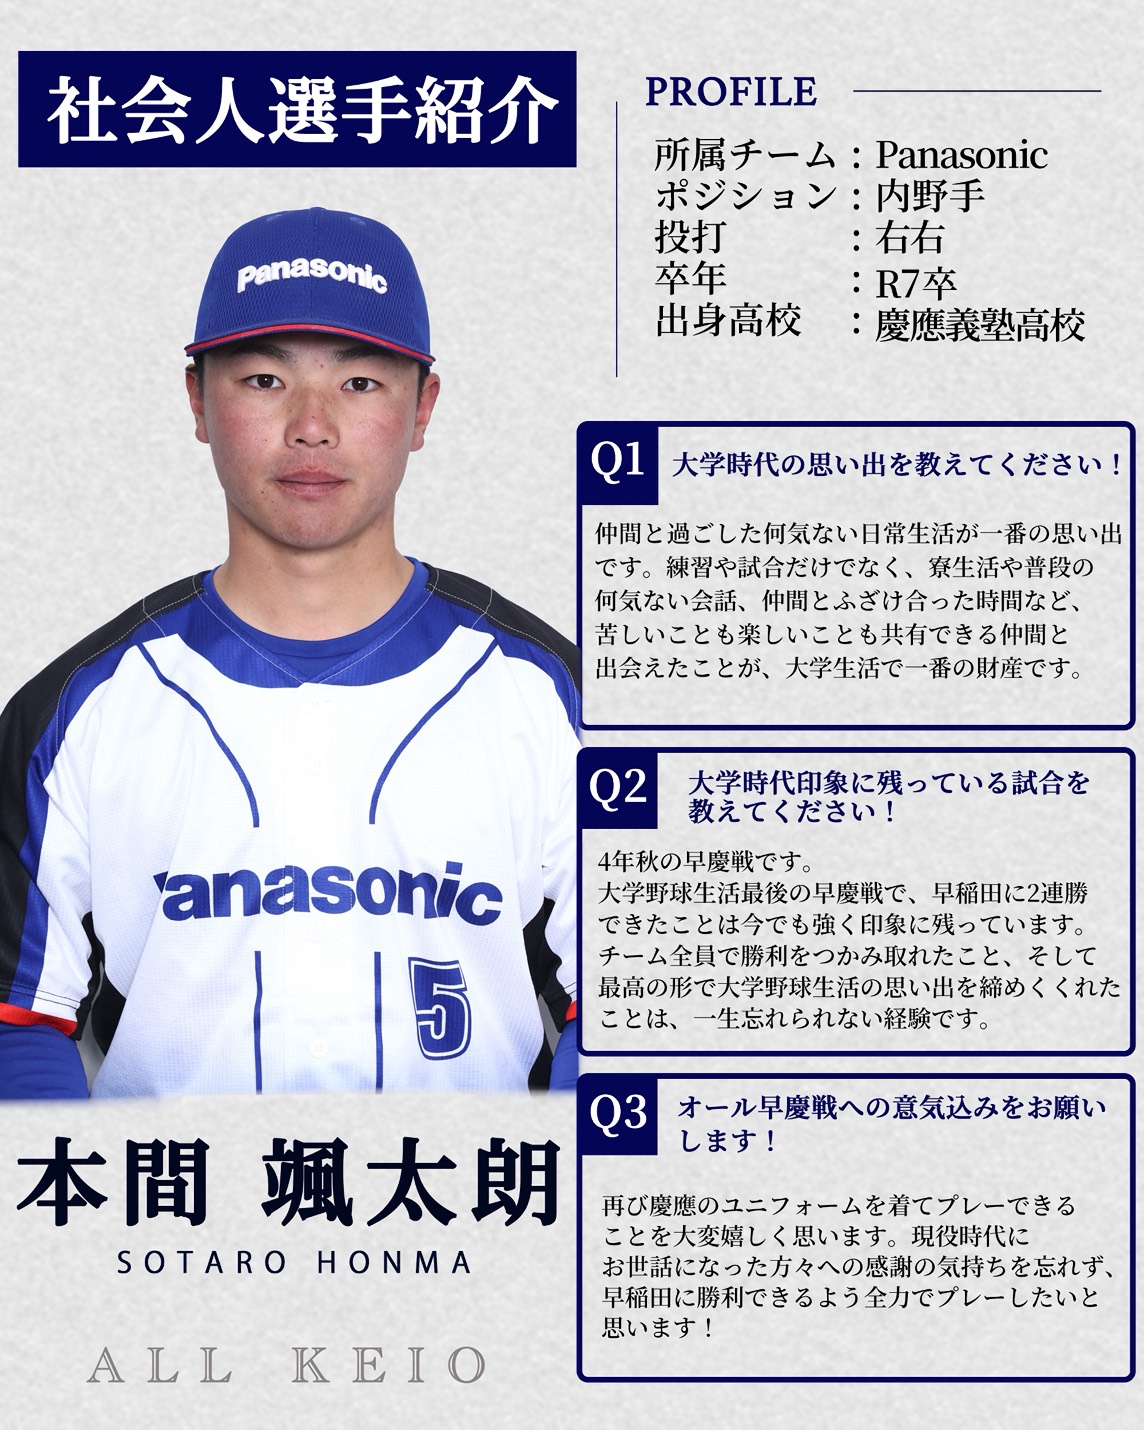 社会人選手紹介
PROFILE
所属チーム：Panasonic
ポジション：内野手
投打：右右
卒年：R7卒
出身高校：慶應義塾高校
Panasonic
Panasonic
5
Q1 大学時代の思い出を教えてください！
仲間と過ごした何気ない日常生活が一番の思い出
です。練習や試合だけでなく、寮生活や普段の
何気ない会話、仲間とふざけ合った時間など、
苦しいことも楽しいことも共有できる仲間と
出会えたことが、大学生活で一番の財産です。
Q2 大学時代印象に残っている試合を
教えてください！
4年秋の早慶戦です。
大学野球生活最後の早慶戦で、早稲田に2連勝
できたことは今でも強く印象に残っています。
チーム全員で勝利をつかみ取れたこと、そして
最高の形で大学野球生活の思い出を締めくくれた
ことは、一生忘れられない経験です。
Q3 オール早慶戦への意気込みをお願い
します！
再び慶應のユニフォームを着てプレーできる
ことを大変嬉しく思います。現役時代に
お世話になった方々への感謝の気持ちを忘れず、
早稲田に勝利できるよう全力でプレーしたいと
思います！
本間 颯太朗
SOTARO HONMA
ALL KEIO